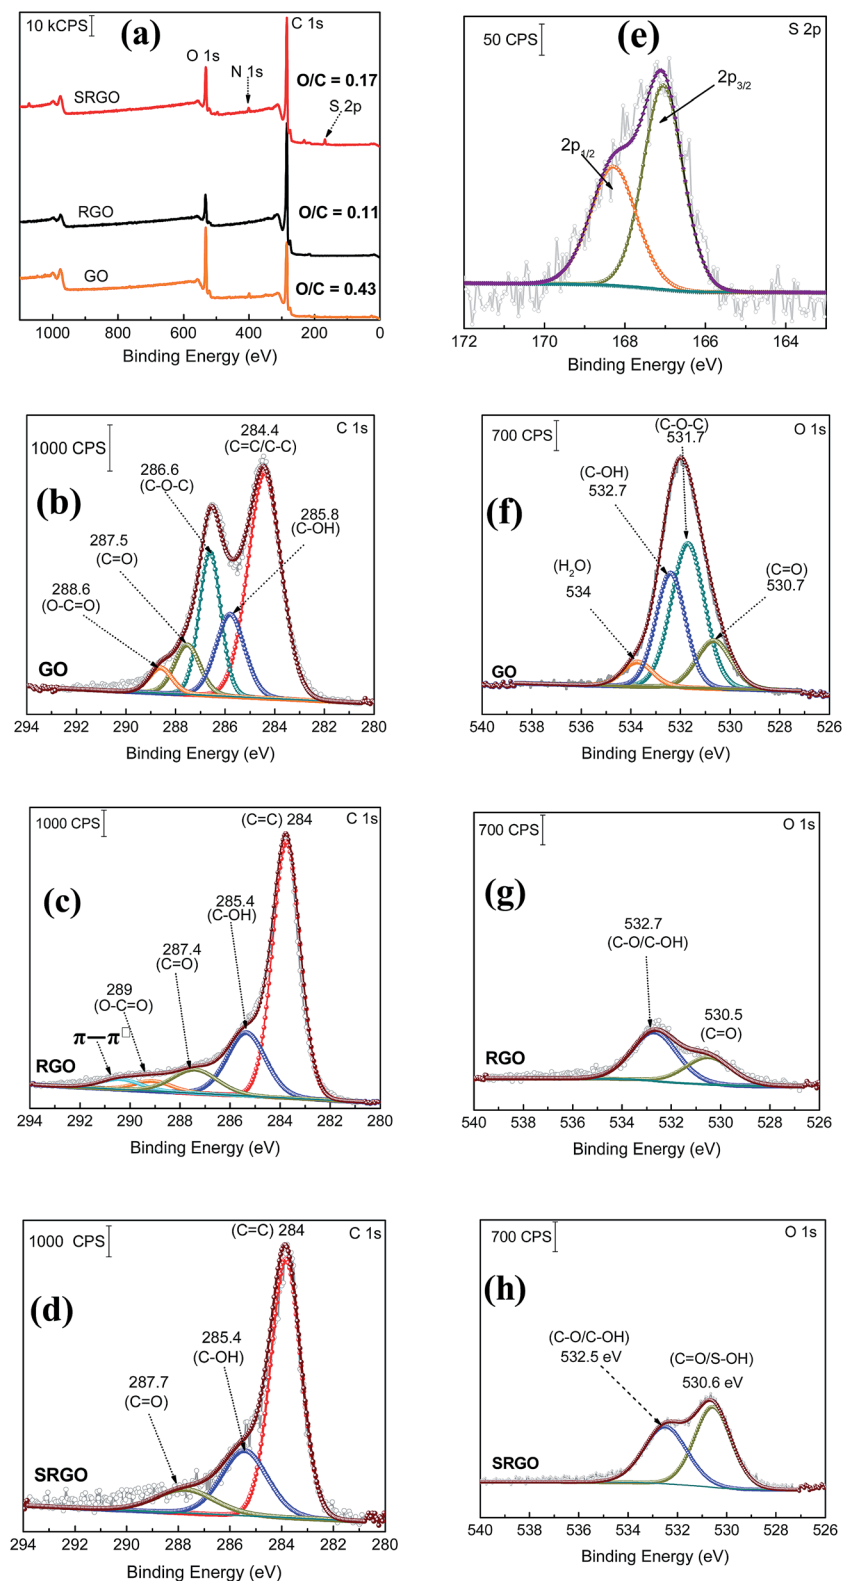 10 kCPS
(a)
C 1s
O 1s
N 1s
O/C = 0.17
SRGO
S 2p
RGO
O/C = 0.11
GO
O/C = 0.43
1000 800 600 400 200 0
Binding Energy (eV)
50 CPS
(e)
S 2p
2p3/2
2p1/2
172 170 168 166 164
Binding Energy (eV)
1000 CPS
284.4
(C=C/C-C)
C 1s
286.6
(C-O-C)
(b)
285.8
(C-OH)
287.5
(C=O)
288.6
(O-C=O)
GO
294 292 290 288 286 284 282 280
Binding Energy (eV)
700 CPS
(C-O-C)
531.7
O 1s
(C-OH)
532.7
(f)
(H2O)
534
(C=O)
530.7
GO
540 538 536 534 532 530 528 526
Binding Energy (eV)
1000 CPS
(C=C) 284
C 1s
(c)
285.4
(C-OH)
287.4
(C=O)
289
(O-C=O)
π—π□
RGO
294 292 290 288 286 284 282 280
Binding Energy (eV)
700 CPS
O 1s
(g)
532.7
(C-O/C-OH)
530.5
(C=O)
RGO
540 538 536 534 532 530 528 526
Binding Energy (eV)
1000 CPS
(C=C) 284
C 1s
(d)
285.4
(C-OH)
287.7
(C=O)
SRGO
294 292 290 288 286 284 282 280
Binding Energy (eV)
700 CPS
O 1s
(h)
(C-O/C-OH)
532.5 eV
(C=O/S-OH)
530.6 eV
SRGO
540 538 536 534 532 530 528 526
Binding Energy (eV)